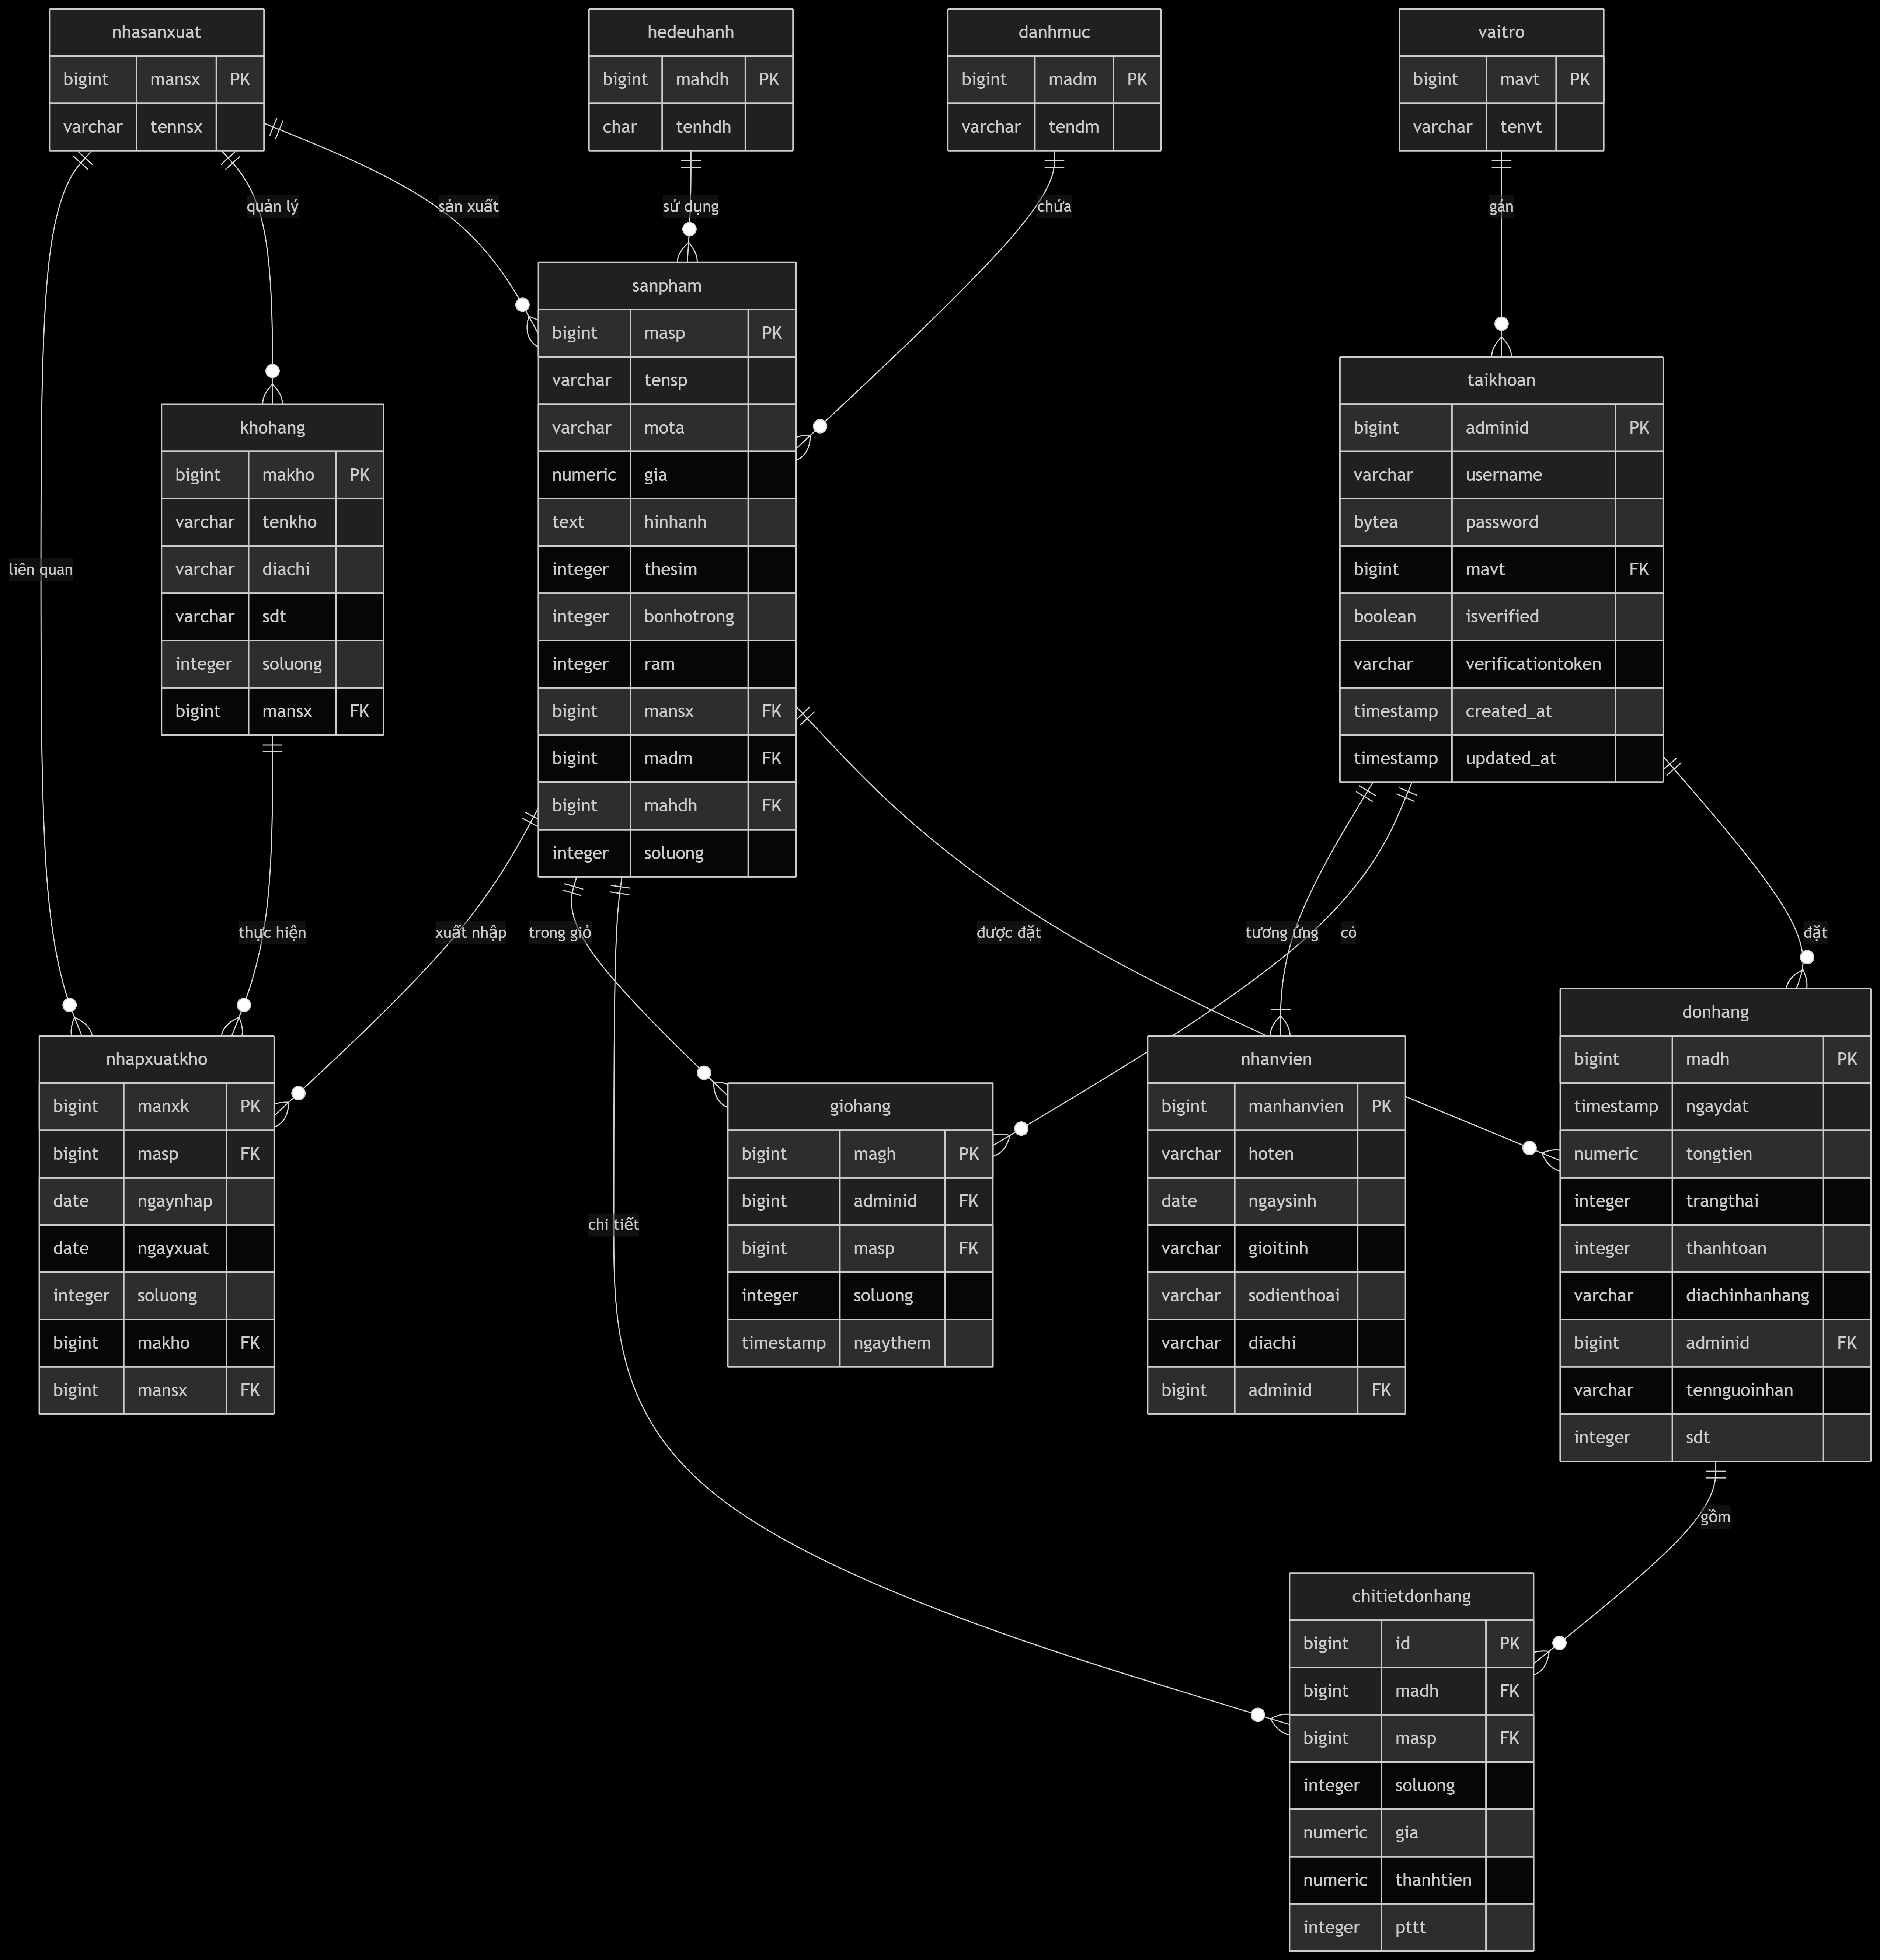 nhasanxuat
bigint mansx PK
varchar tennsx
hedeuhanh
bigint mahdh PK
char tenhdh
danhmuc
bigint madm PK
varchar tendm
vaitro
bigint mavt PK
varchar tenvt
quản lý
sản xuất
sử dụng
chứa
gán
sanpham
bigint masp PK
varchar tensp
varchar mota
numeric gia
text hinhanh
integer thesim
integer bonhotrong
integer ram
bigint mansx FK
bigint madm FK
bigint mahdh FK
integer soluong
taikhoan
bigint adminid PK
varchar username
bytea password
bigint mavt FK
boolean isverified
varchar verificationtoken
timestamp created_at
timestamp updated_at
khohang
bigint makho PK
varchar tenkho
varchar diachi
varchar sdt
integer soluong
bigint mansx FK
liên quan
thực hiện
xuất nhập
trong giỏ
được đặt
tương ứng
có
đặt
nhapxuatkho
bigint manxk PK
bigint masp FK
date ngaynhap
date ngayxuat
integer soluong
bigint makho FK
bigint mansx FK
giohang
bigint magh PK
bigint adminid FK
bigint masp FK
integer soluong
timestamp ngaythem
nhanvien
bigint manhanvien PK
varchar hoten
date ngaysinh
varchar gioitinh
varchar sodienthoai
varchar diachi
bigint adminid FK
donhang
bigint madh PK
timestamp ngaydat
numeric tongtien
integer trangthai
integer thanhtoan
varchar diachinhanhang
bigint adminid FK
varchar tennguoinhan
integer sdt
chi tiết
gồm
chitietdonhang
bigint id PK
bigint madh FK
bigint masp FK
integer soluong
numeric gia
numeric thanhtien
integer pttt